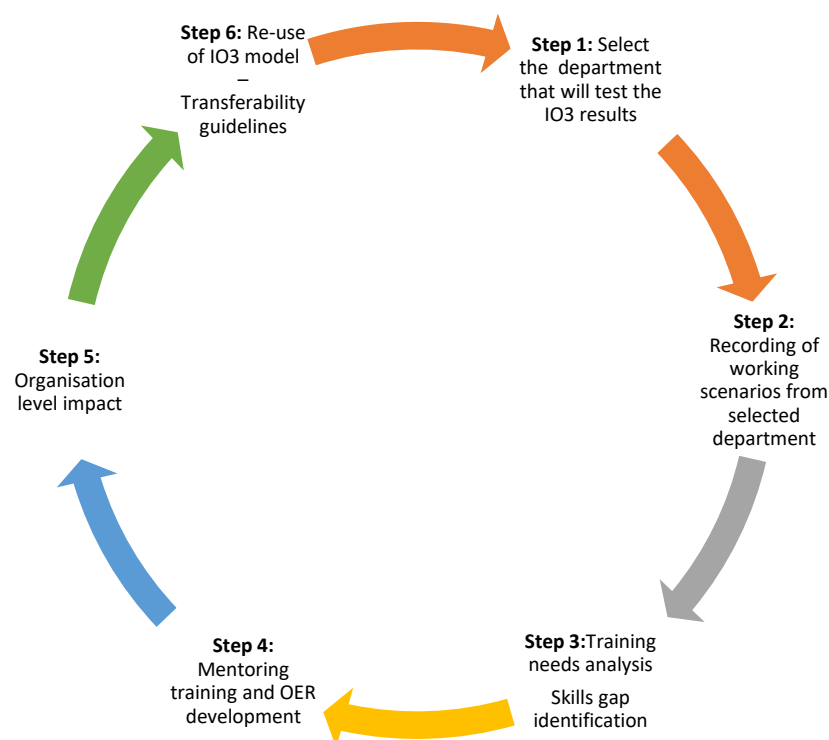 Step 1: Select
the department
that will test the
IO3 results
Step 2:
Recording of
working
scenarios from
selected
department
Step 3:Training
needs analysis
Skills gap
identification
Step 4:
Mentoring
training and OER
development
Step 5:
Organisation
level impact
Step 6: Re-use
of IO3 model
–
Transferability
guidelines